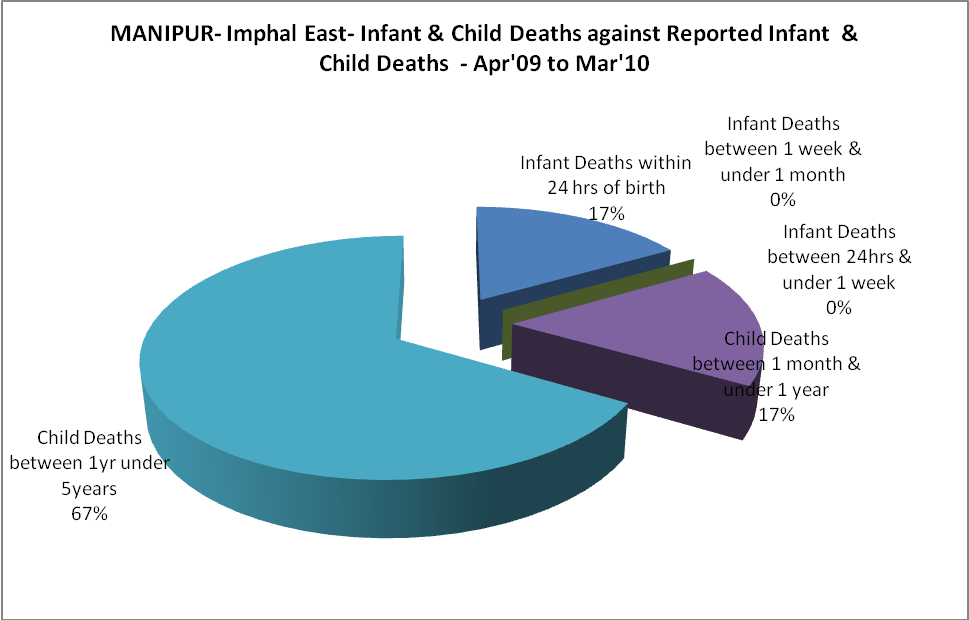 MANIPUR- Imphal East- Infant & Child Deaths against Reported Infant &
Child Deaths - Apr'09 to Mar'10
Infant Deaths within
24 hrs of birth
17%
Infant Deaths
between 1 week &
under 1 month
0%
Infant Deaths
between 24hrs &
under 1 week
0%
Child Deaths
between 1 month &
under 1 year
17%
Child Deaths
between 1yr under
5years
67%